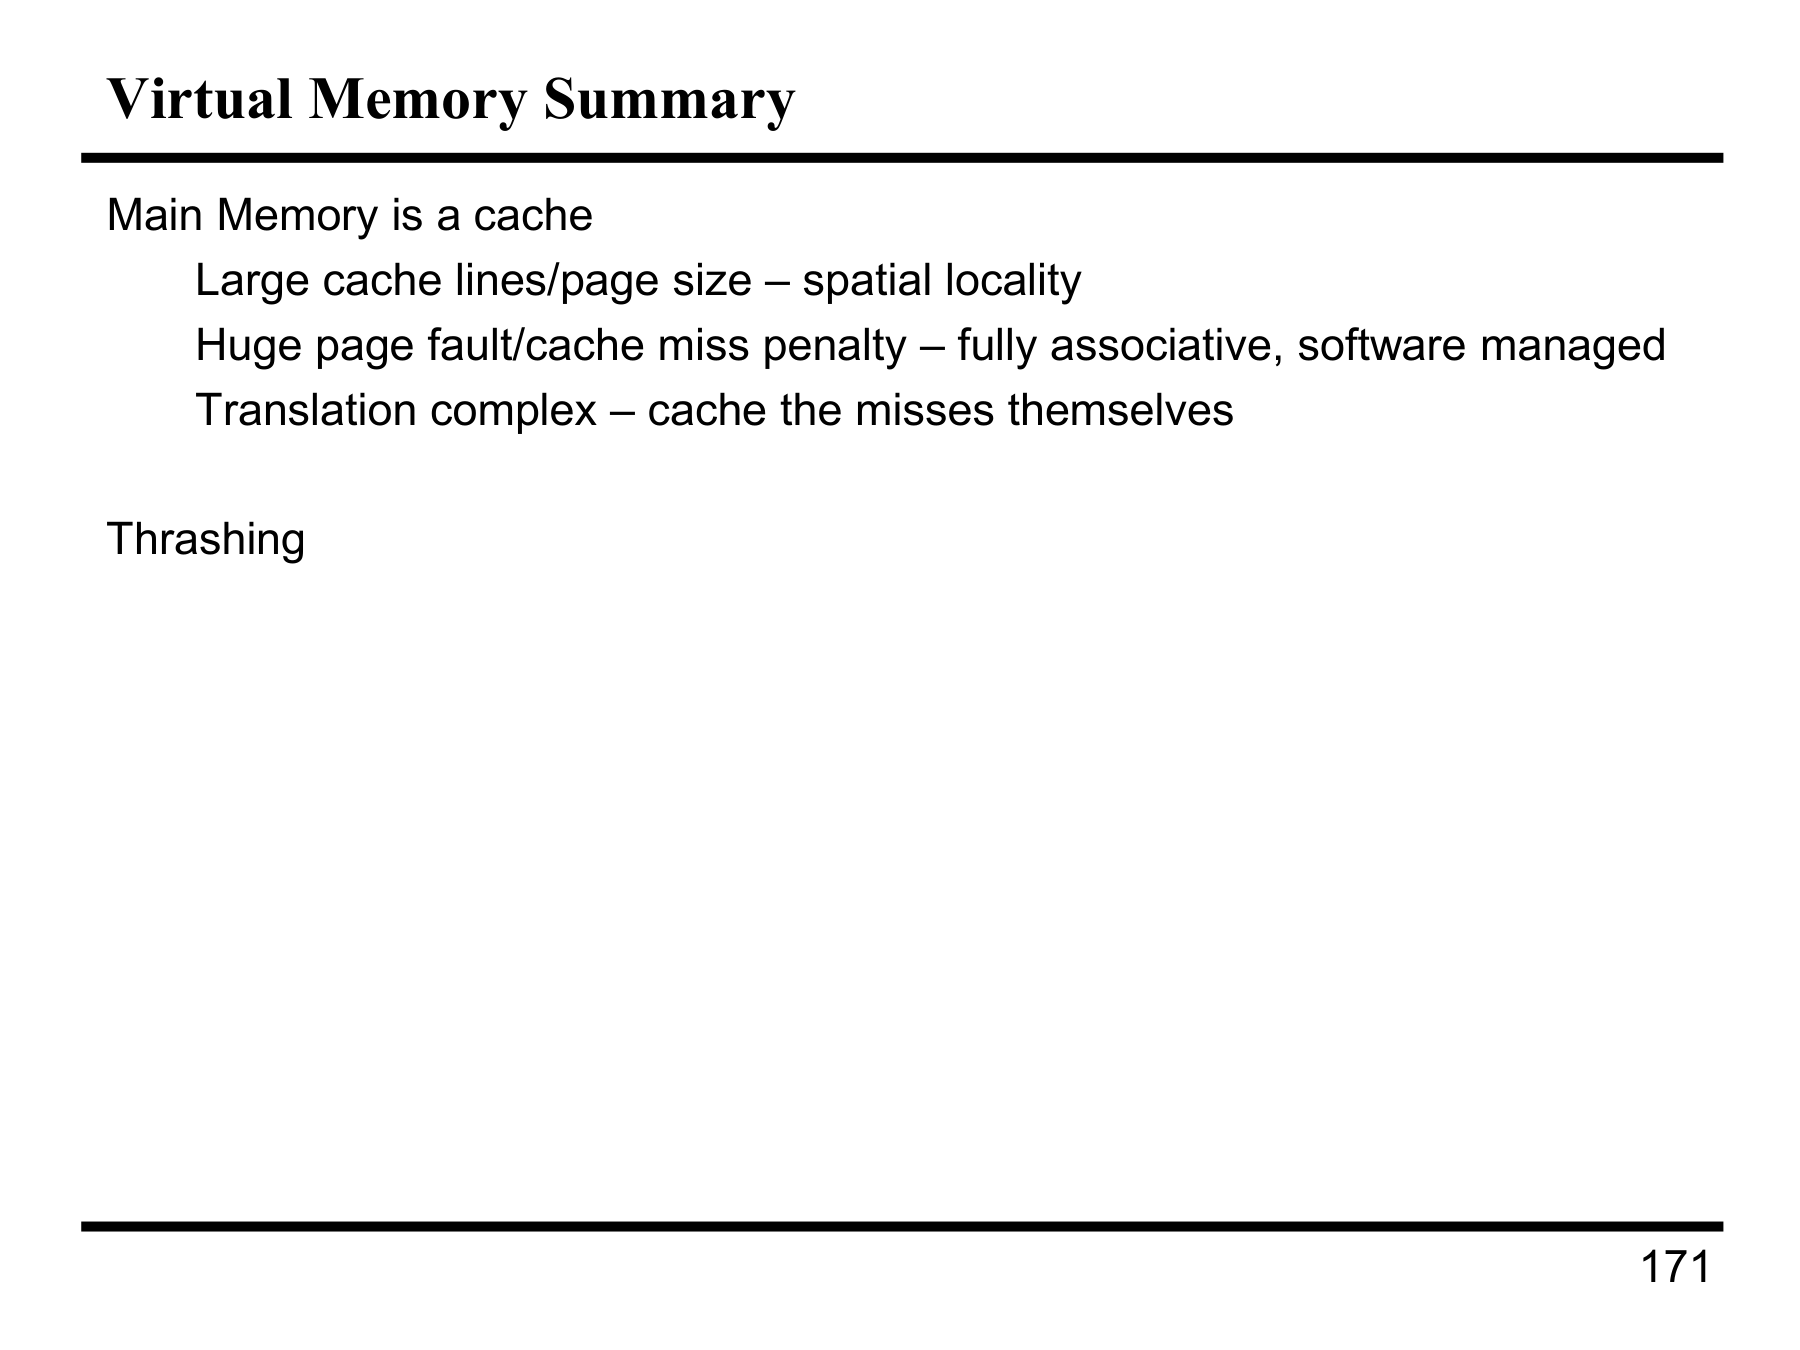 Virtual Memory Summary
Main Memory is a cache
Large cache lines/page size – spatial locality
Huge page fault/cache miss penalty – fully associative, software managed
Translation complex – cache the misses themselves
Thrashing
171